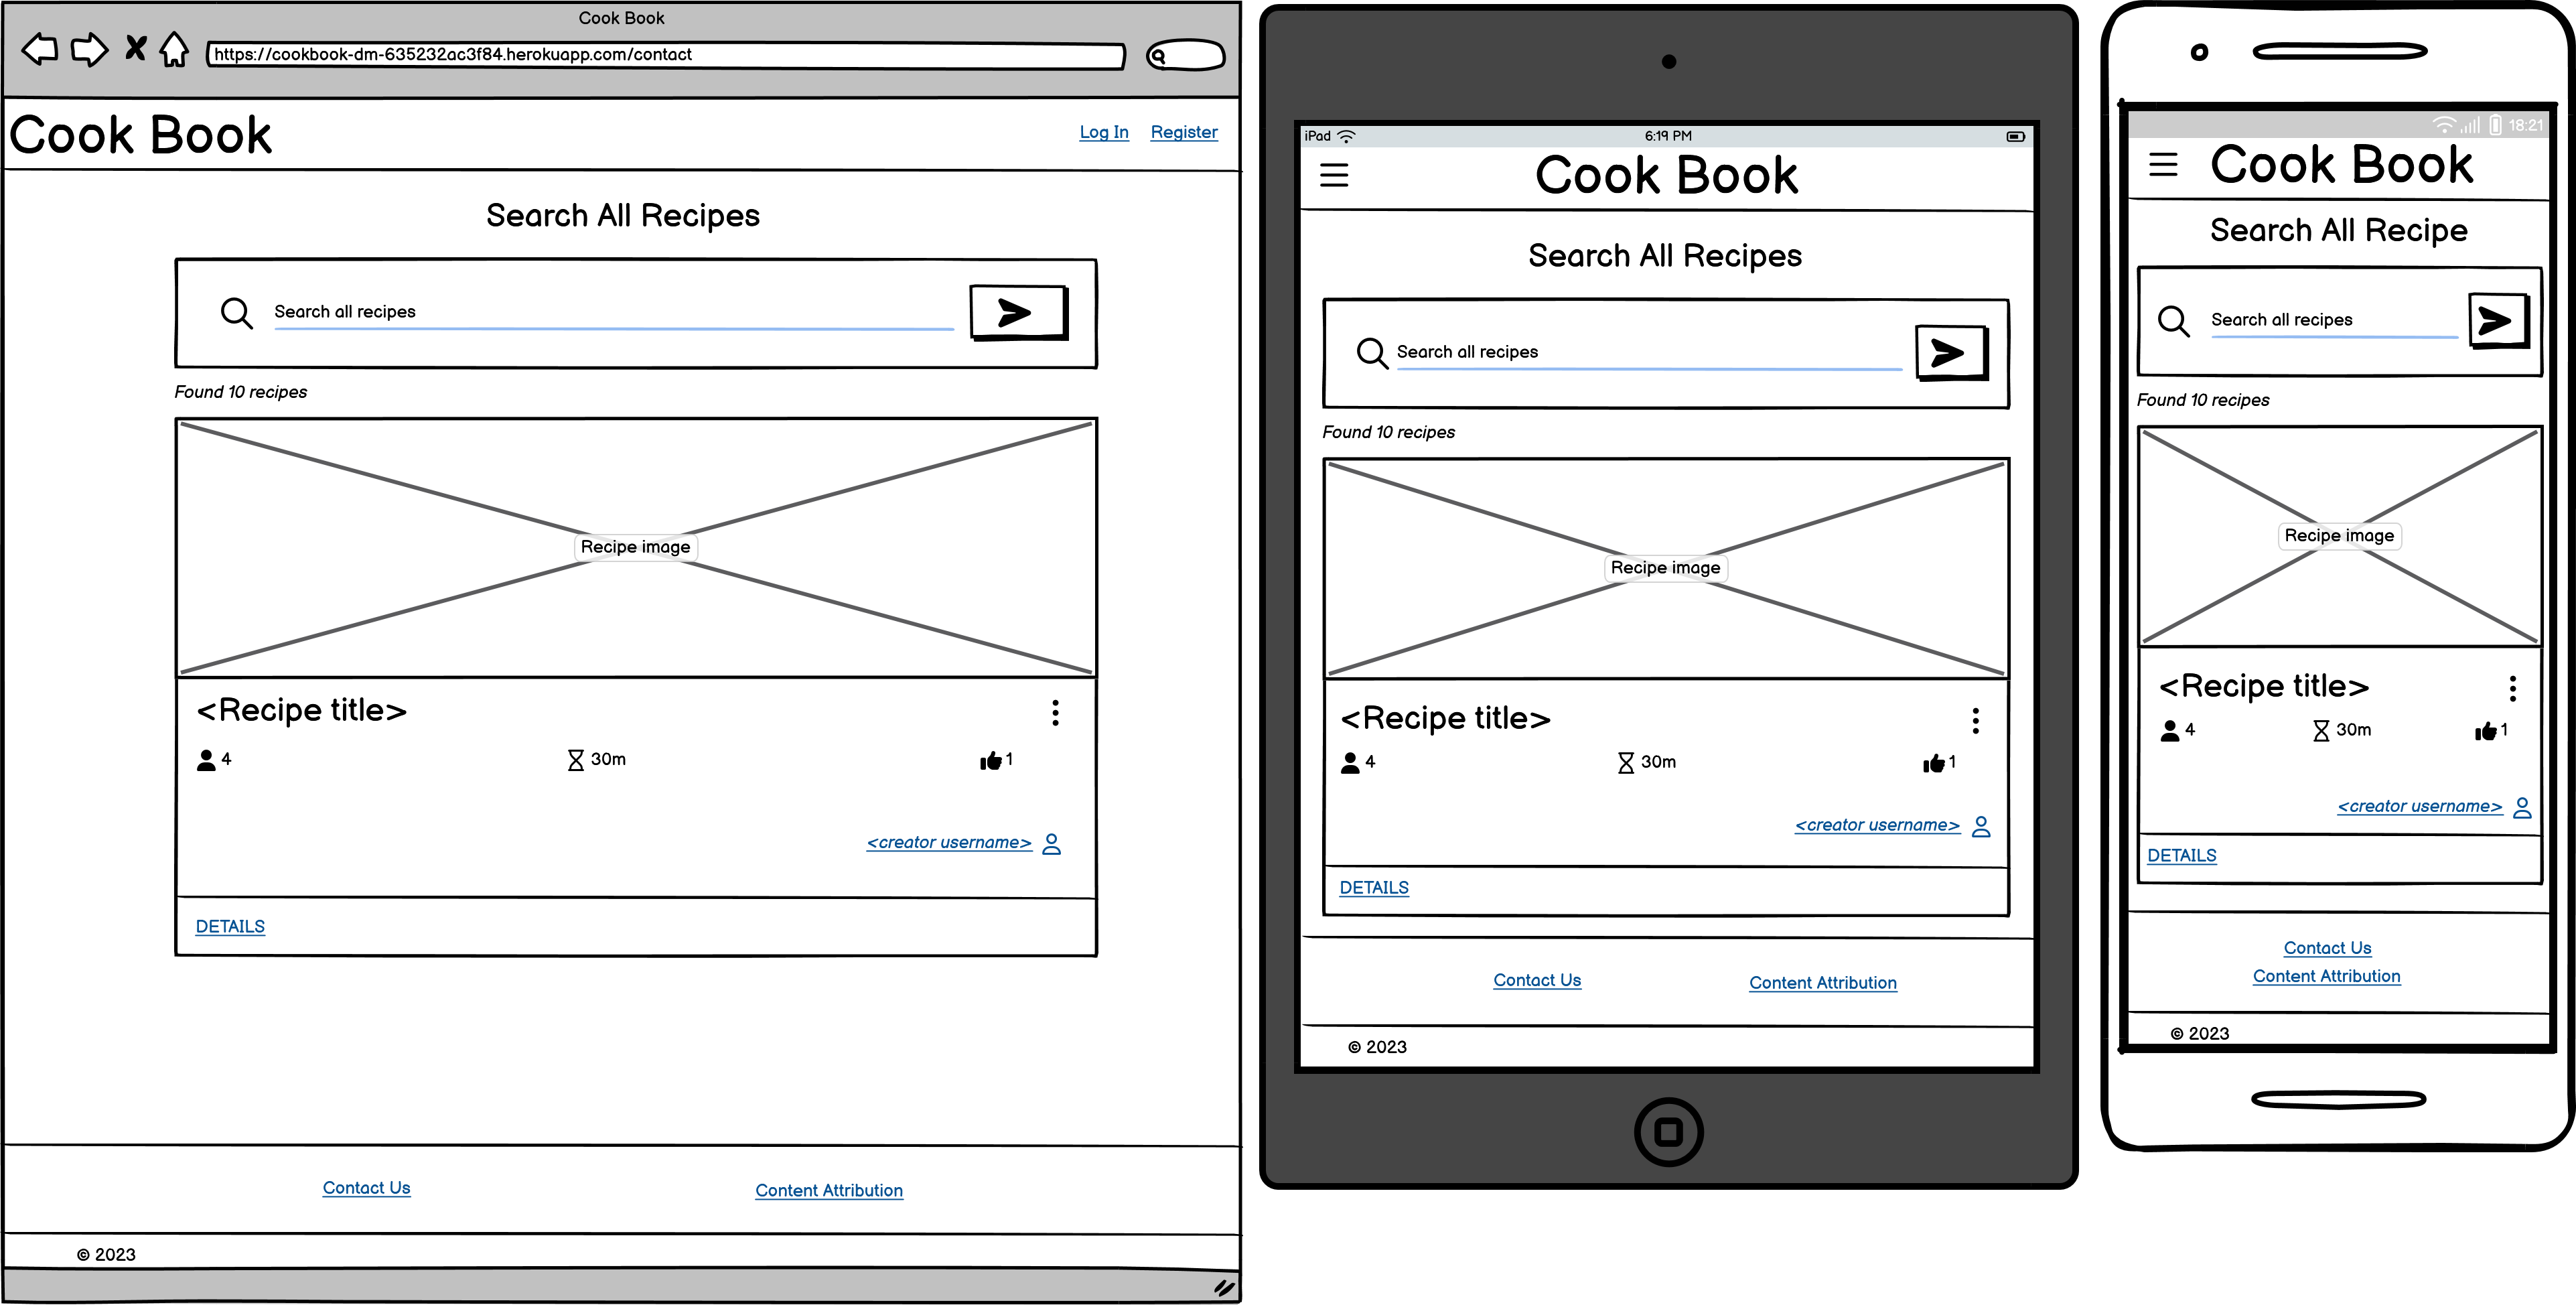 Cook Book
https://cookbook-dm-635232ac3f84.herokuapp.com/contact
Cook Book
Log In Register
Search All Recipes
Search all recipes
Found 10 recipes
Recipe image
<Recipe title>
4 30m 1
<creator username>
DETAILS
Contact Us Content Attribution
© 2023
iPad 6:19 PM
Cook Book
Search All Recipes
Search all recipes
Found 10 recipes
Recipe image
<Recipe title>
4 30m 1
<creator username>
DETAILS
Contact Us Content Attribution
© 2023
18:21
Cook Book
Search All Recipe
Search all recipes
Found 10 recipes
Recipe image
<Recipe title>
4 30m 1
<creator username>
DETAILS
Contact Us
Content Attribution
© 2023